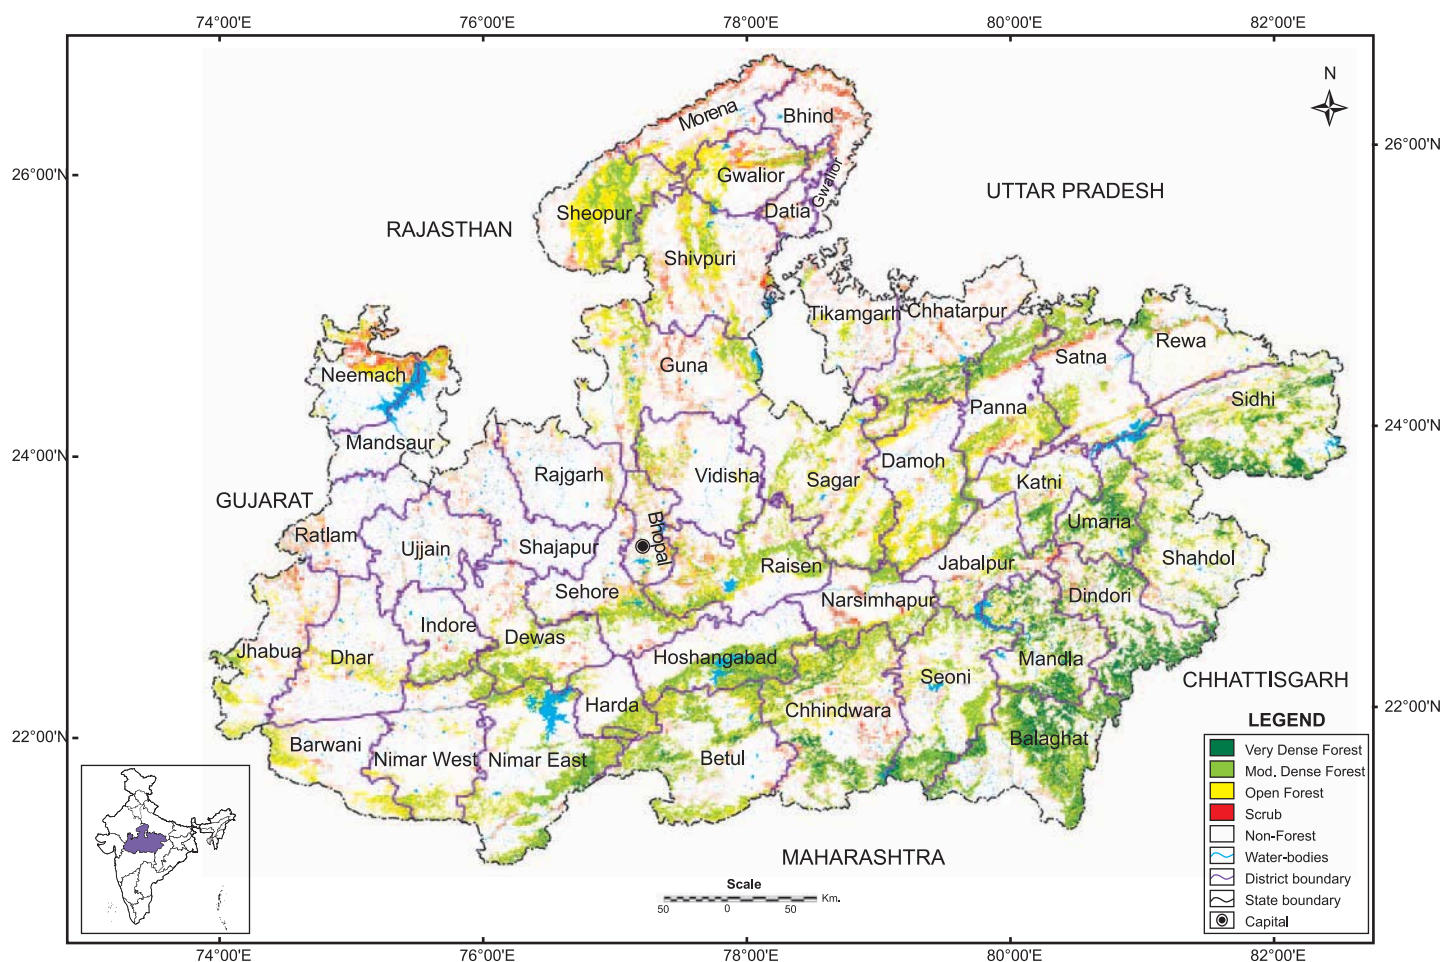 74°00'E 76°00'E 78°00'E 80°00'E 82°00'E
N
Morena
Bhind
26°00'N
26°00'N
Gwalior
Gwalior
UTTAR PRADESH
Sheopur
Datia
RAJASTHAN
Shivpuri
Tikamgarh
Chhatarpur
Rewa
Satna
Guna
Neemach
Sidhi
Panna
24°00'N
Mandsaur
24°00'N
Damoh
Rajgarh
Vidisha
Sagar
Katni
GUJARAT
Umaria
Ratlam
Bhopal
Ujjain
Shajapur
Shahdol
Raisen
Jabalpur
Sehore
Narsimhapur
Dindori
Indore
Dewas
Jhabua
Dhar
Hoshangabad
Mandla
Seoni
CHHATTISGARH
Harda
Chhindwara
22°00'N
22°00'N
Barwani
Balaghat
Nimar West
Nimar East
Betul
LEGEND
Very Dense Forest
Mod. Dense Forest
Open Forest
Scrub
Non-Forest
Water-bodies
District boundary
State boundary
Capital
MAHARASHTRA
Scale
50 0 50 Km.
74°00'E 76°00'E 78°00'E 80°00'E 82°00'E